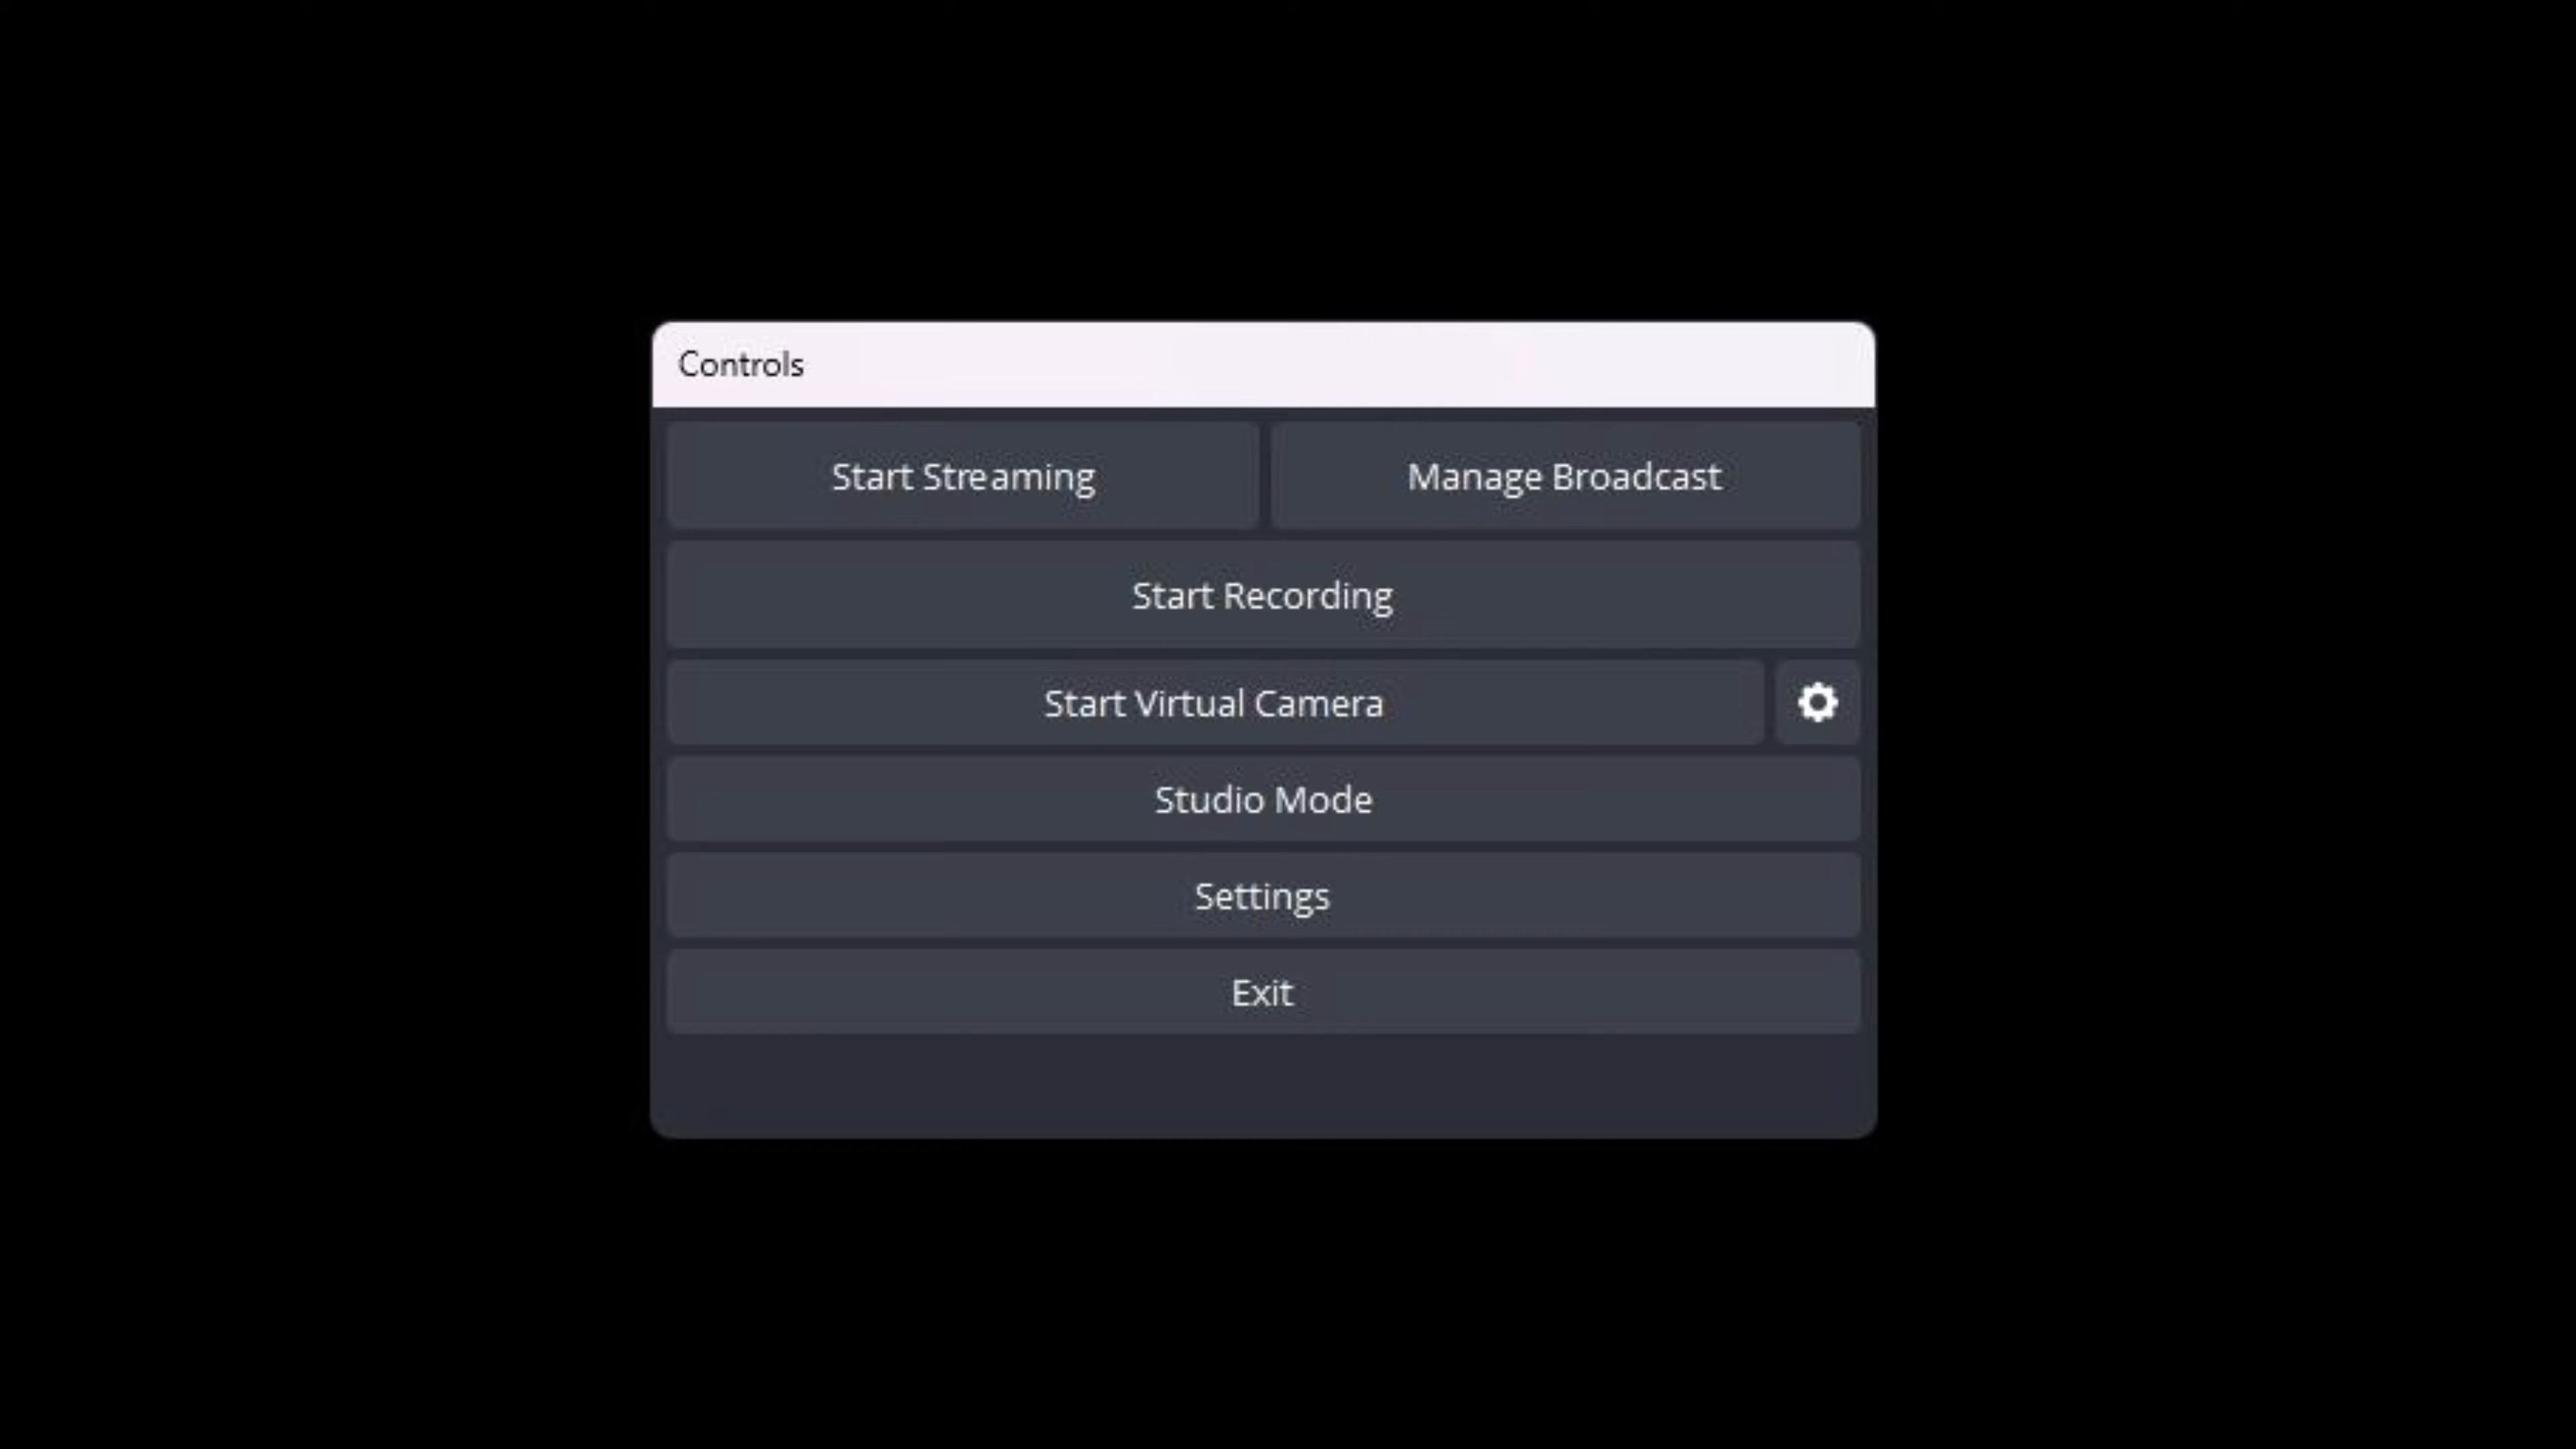 Controls
Start Streaming
Manage Broadcast
Start Recording
Start Virtual Camera
Studio Mode
Settings
Exit